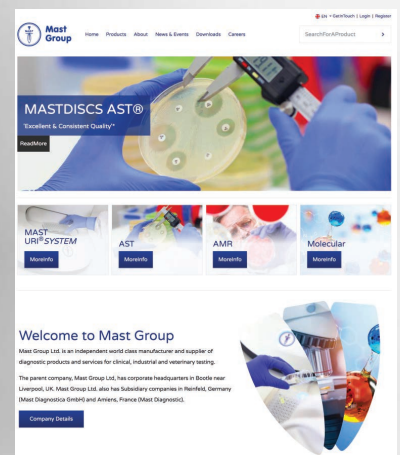 EN GetInTouch | Login | Register
Mast
Group
Home Products About News & Events Downloads Careers
SearchForAProduct
MASTDISCS AST®
'Excellent & Consistent Quality'"
ReadMore
MAST
URI®SYSTEM
MoreInfo
AST
MoreInfo
AMR
MoreInfo
Molecular
MoreInfo
Welcome to Mast Group
Mast Group Ltd. is an independent world class manufacturer and supplier of
diagnostic products and services for clinical, industrial and veterinary testing.
The parent company, Mast Group Ltd, has corporate headquarters in Bootle near
Liverpool, UK. Mast Group Ltd. also has Subsidiary companies in Reinfeld, Germany
(Mast Diagnostica GmbH) and Amiens, France (Mast Diagnostic).
Company Details